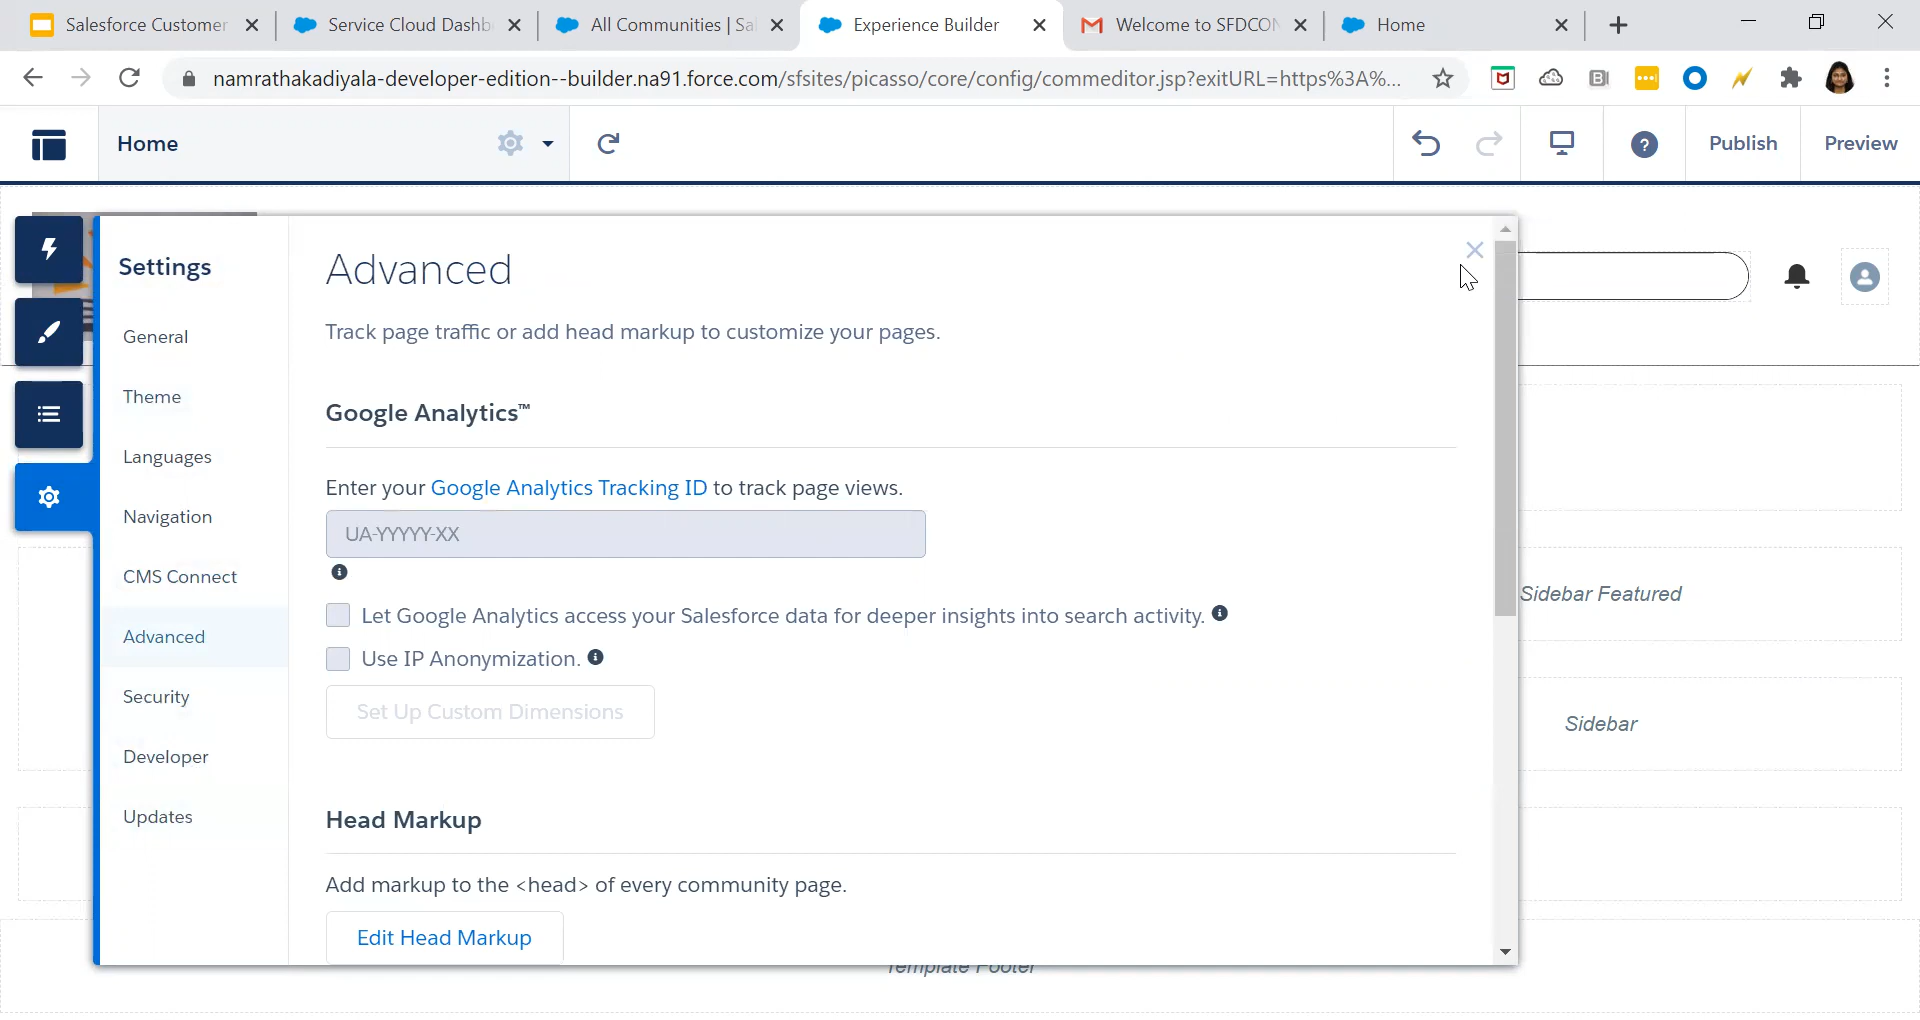 Salesforce Customer
Service Cloud Dashb
All Communities | Sa
Experience Builder
Welcome to SFDCON
Home
namrathakadiyala-developer-edition--builder.na91.force.com/sfsites/picasso/core/config/commeditor.jsp?exitURL=https%3A%...
Home
Publish
Preview
Settings
General
Theme
Languages
Navigation
CMS Connect
Advanced
Security
Developer
Updates
Advanced
Track page traffic or add head markup to customize your pages.
Google Analytics™
Enter your Google Analytics Tracking ID to track page views.
UA-YYYYY-XX
Let Google Analytics access your Salesforce data for deeper insights into search activity.
Use IP Anonymization.
Set Up Custom Dimensions
Head Markup
Add markup to the <head> of every community page.
Edit Head Markup
Sidebar Featured
Sidebar
Template Footer